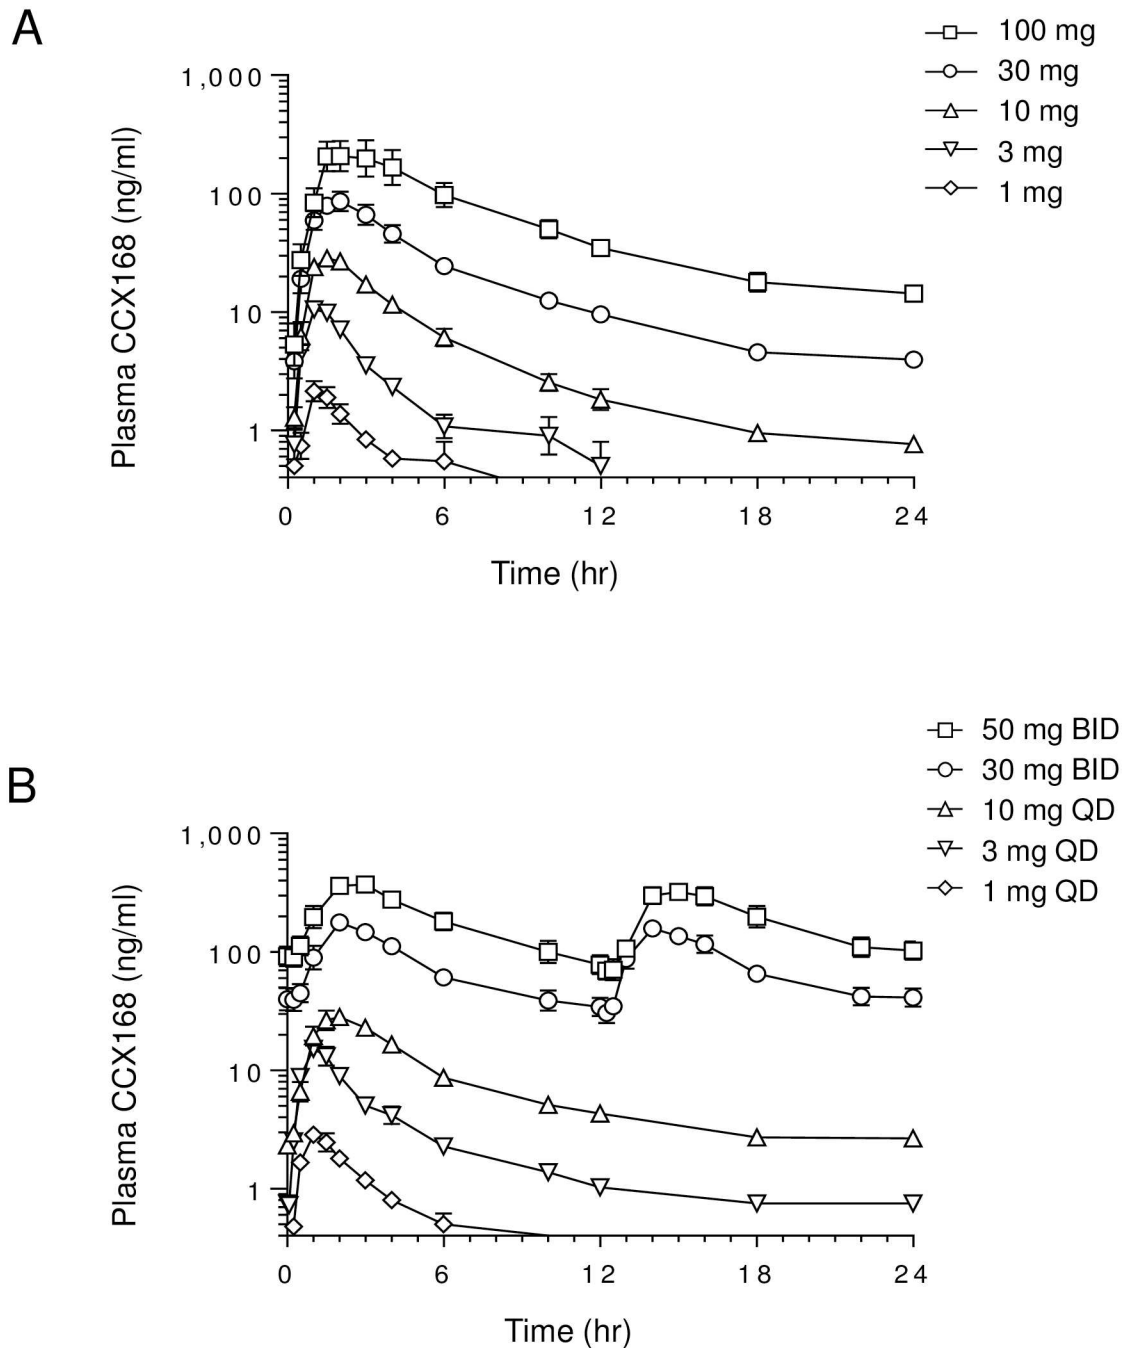 A
100 mg
30 mg
10 mg
3 mg
1 mg
Plasma CCX168 (ng/ml)
1,000
100
10
1
0 6 12 18 24
Time (hr)
B
50 mg BID
30 mg BID
10 mg QD
3 mg QD
1 mg QD
Plasma CCX168 (ng/ml)
1,000
100
10
1
0 6 12 18 24
Time (hr)